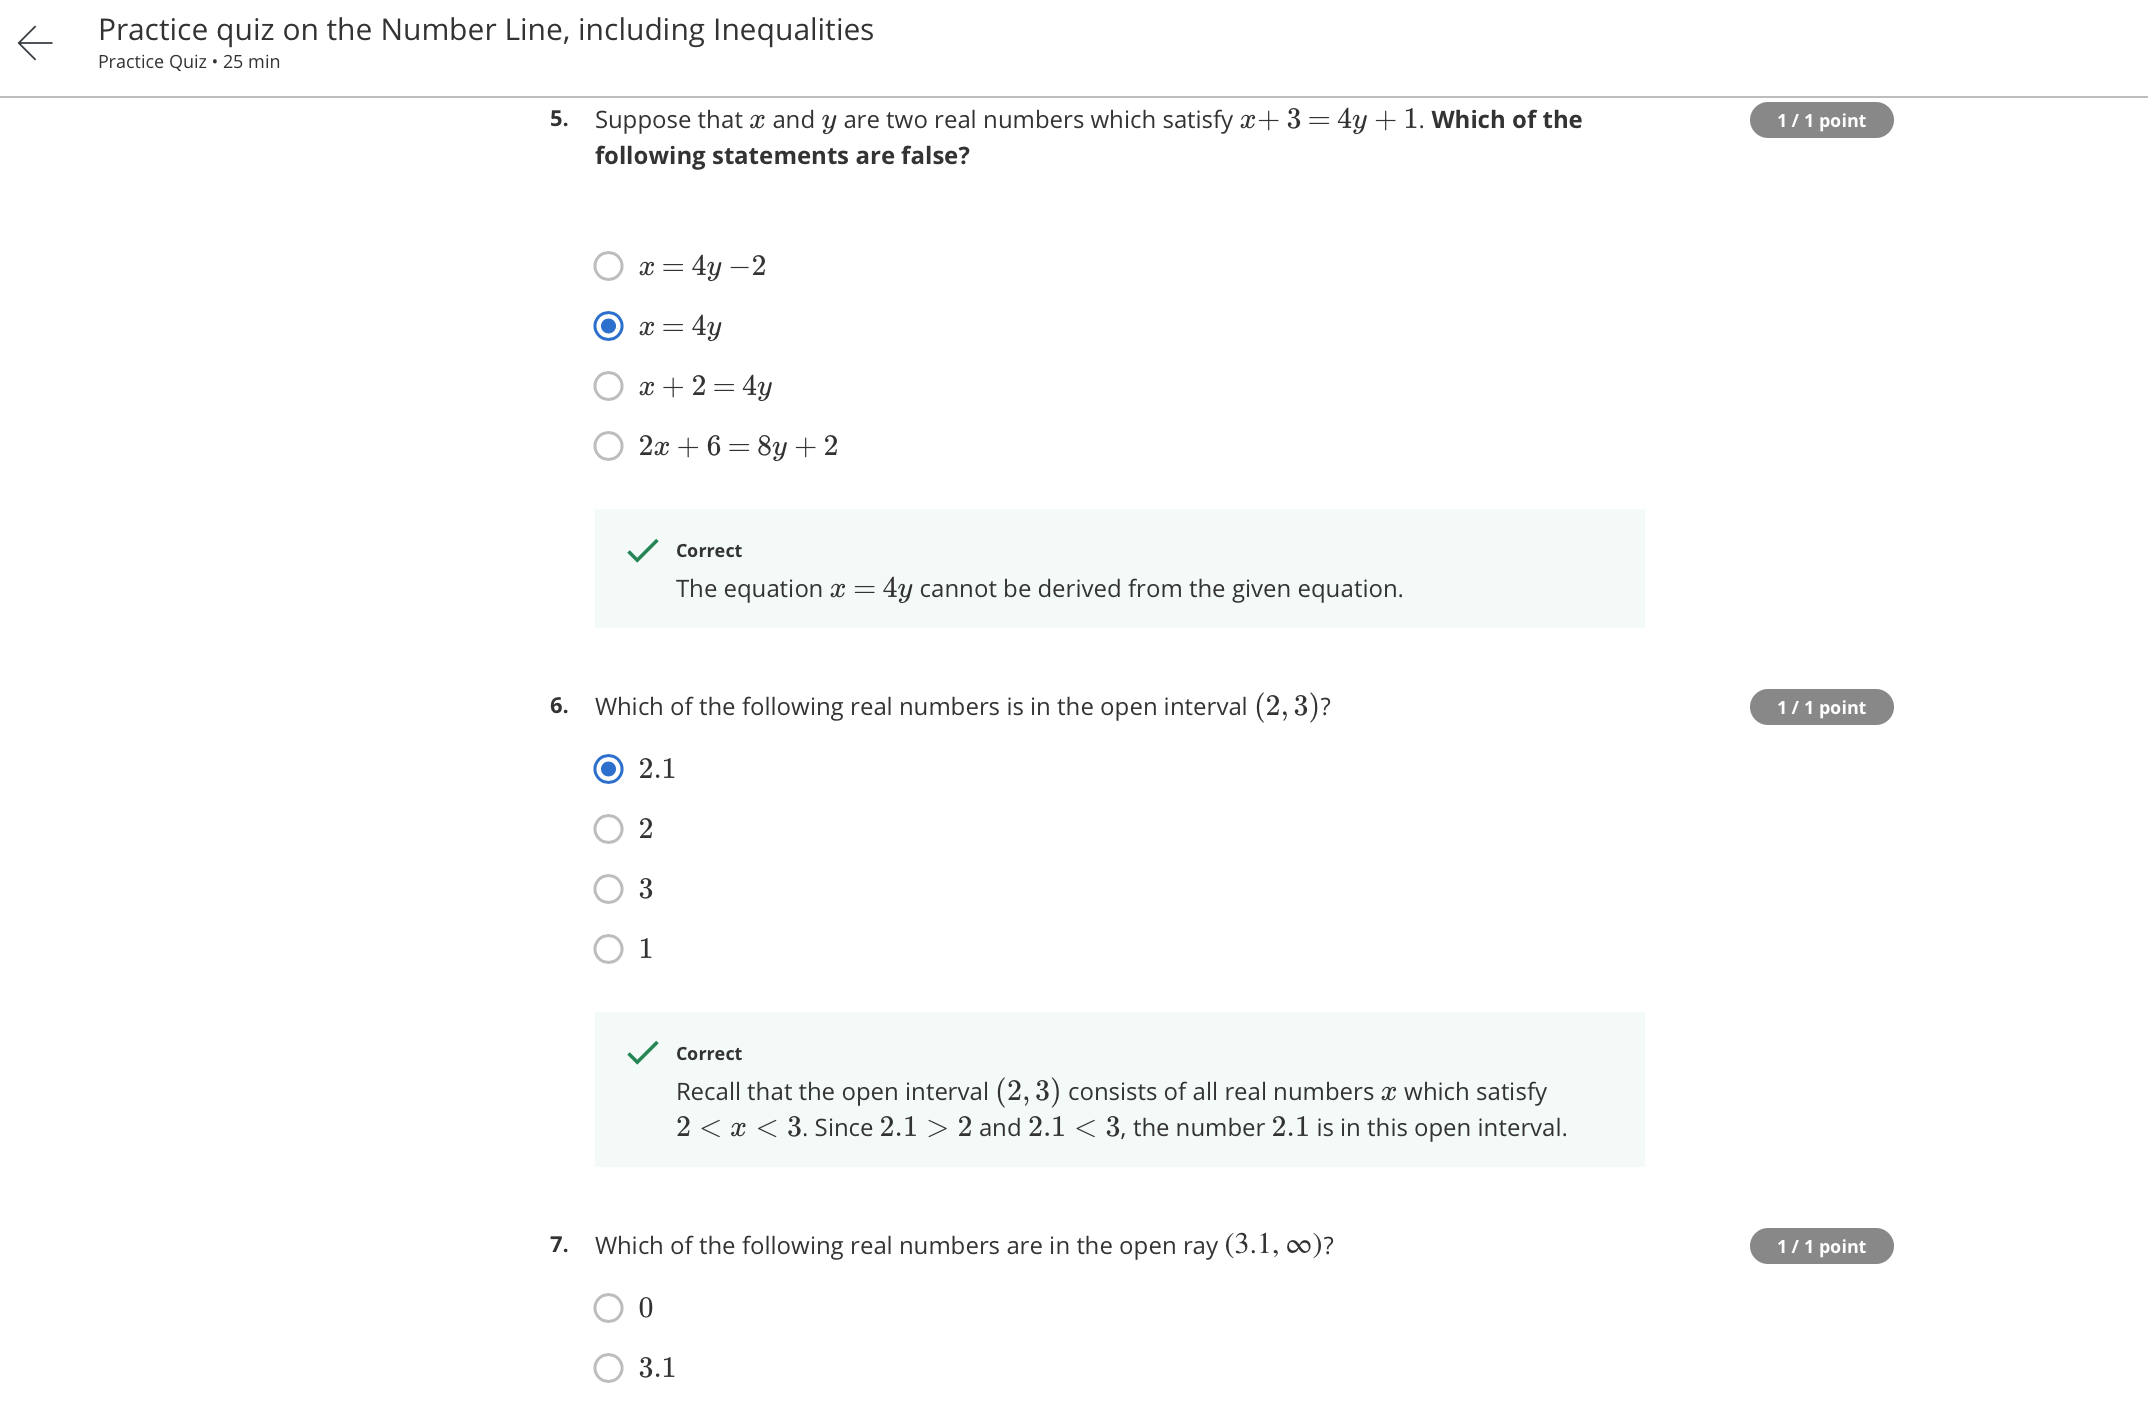 Practice quiz on the Number Line, including Inequalities
Practice Quiz • 25 min
5. Suppose that x and y are two real numbers which satisfy x+ 3 = 4y + 1. Which of the
following statements are false?
1 / 1 point
x = 4y −2
x = 4y
x + 2 = 4y
2x + 6 = 8y + 2
Correct
The equation x = 4y cannot be derived from the given equation.
6. Which of the following real numbers is in the open interval (2, 3)?
1 / 1 point
2.1
2
3
1
Correct
Recall that the open interval (2, 3) consists of all real numbers x which satisfy
2 < x < 3. Since 2.1 > 2 and 2.1 < 3, the number 2.1 is in this open interval.
7. Which of the following real numbers are in the open ray (3.1, ∞)?
1 / 1 point
0
3.1